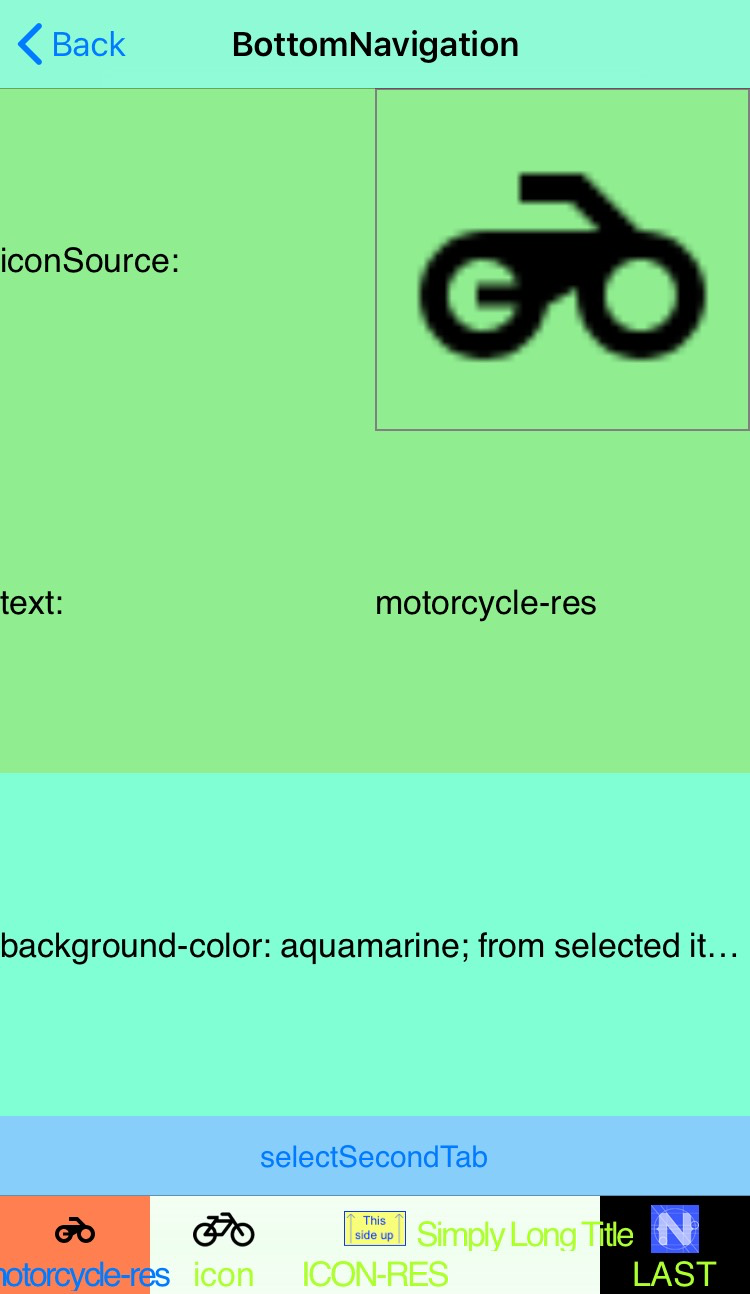 Back
BottomNavigation
iconSource:
text:
motorcycle-res
background-color: aquamarine; from selected it…
selectSecondTab
This
side up
Simply Long Title
N
otorcycle-res
icon
ICON-RES
LAST